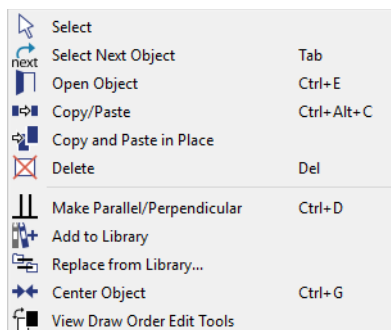 Select
next Select Next Object Tab
Open Object Ctrl+E
Copy/Paste Ctrl+Alt+C
Copy and Paste in Place
Delete Del
Make Parallel/Perpendicular Ctrl+D
Add to Library
Replace from Library...
Center Object Ctrl+G
View Draw Order Edit Tools